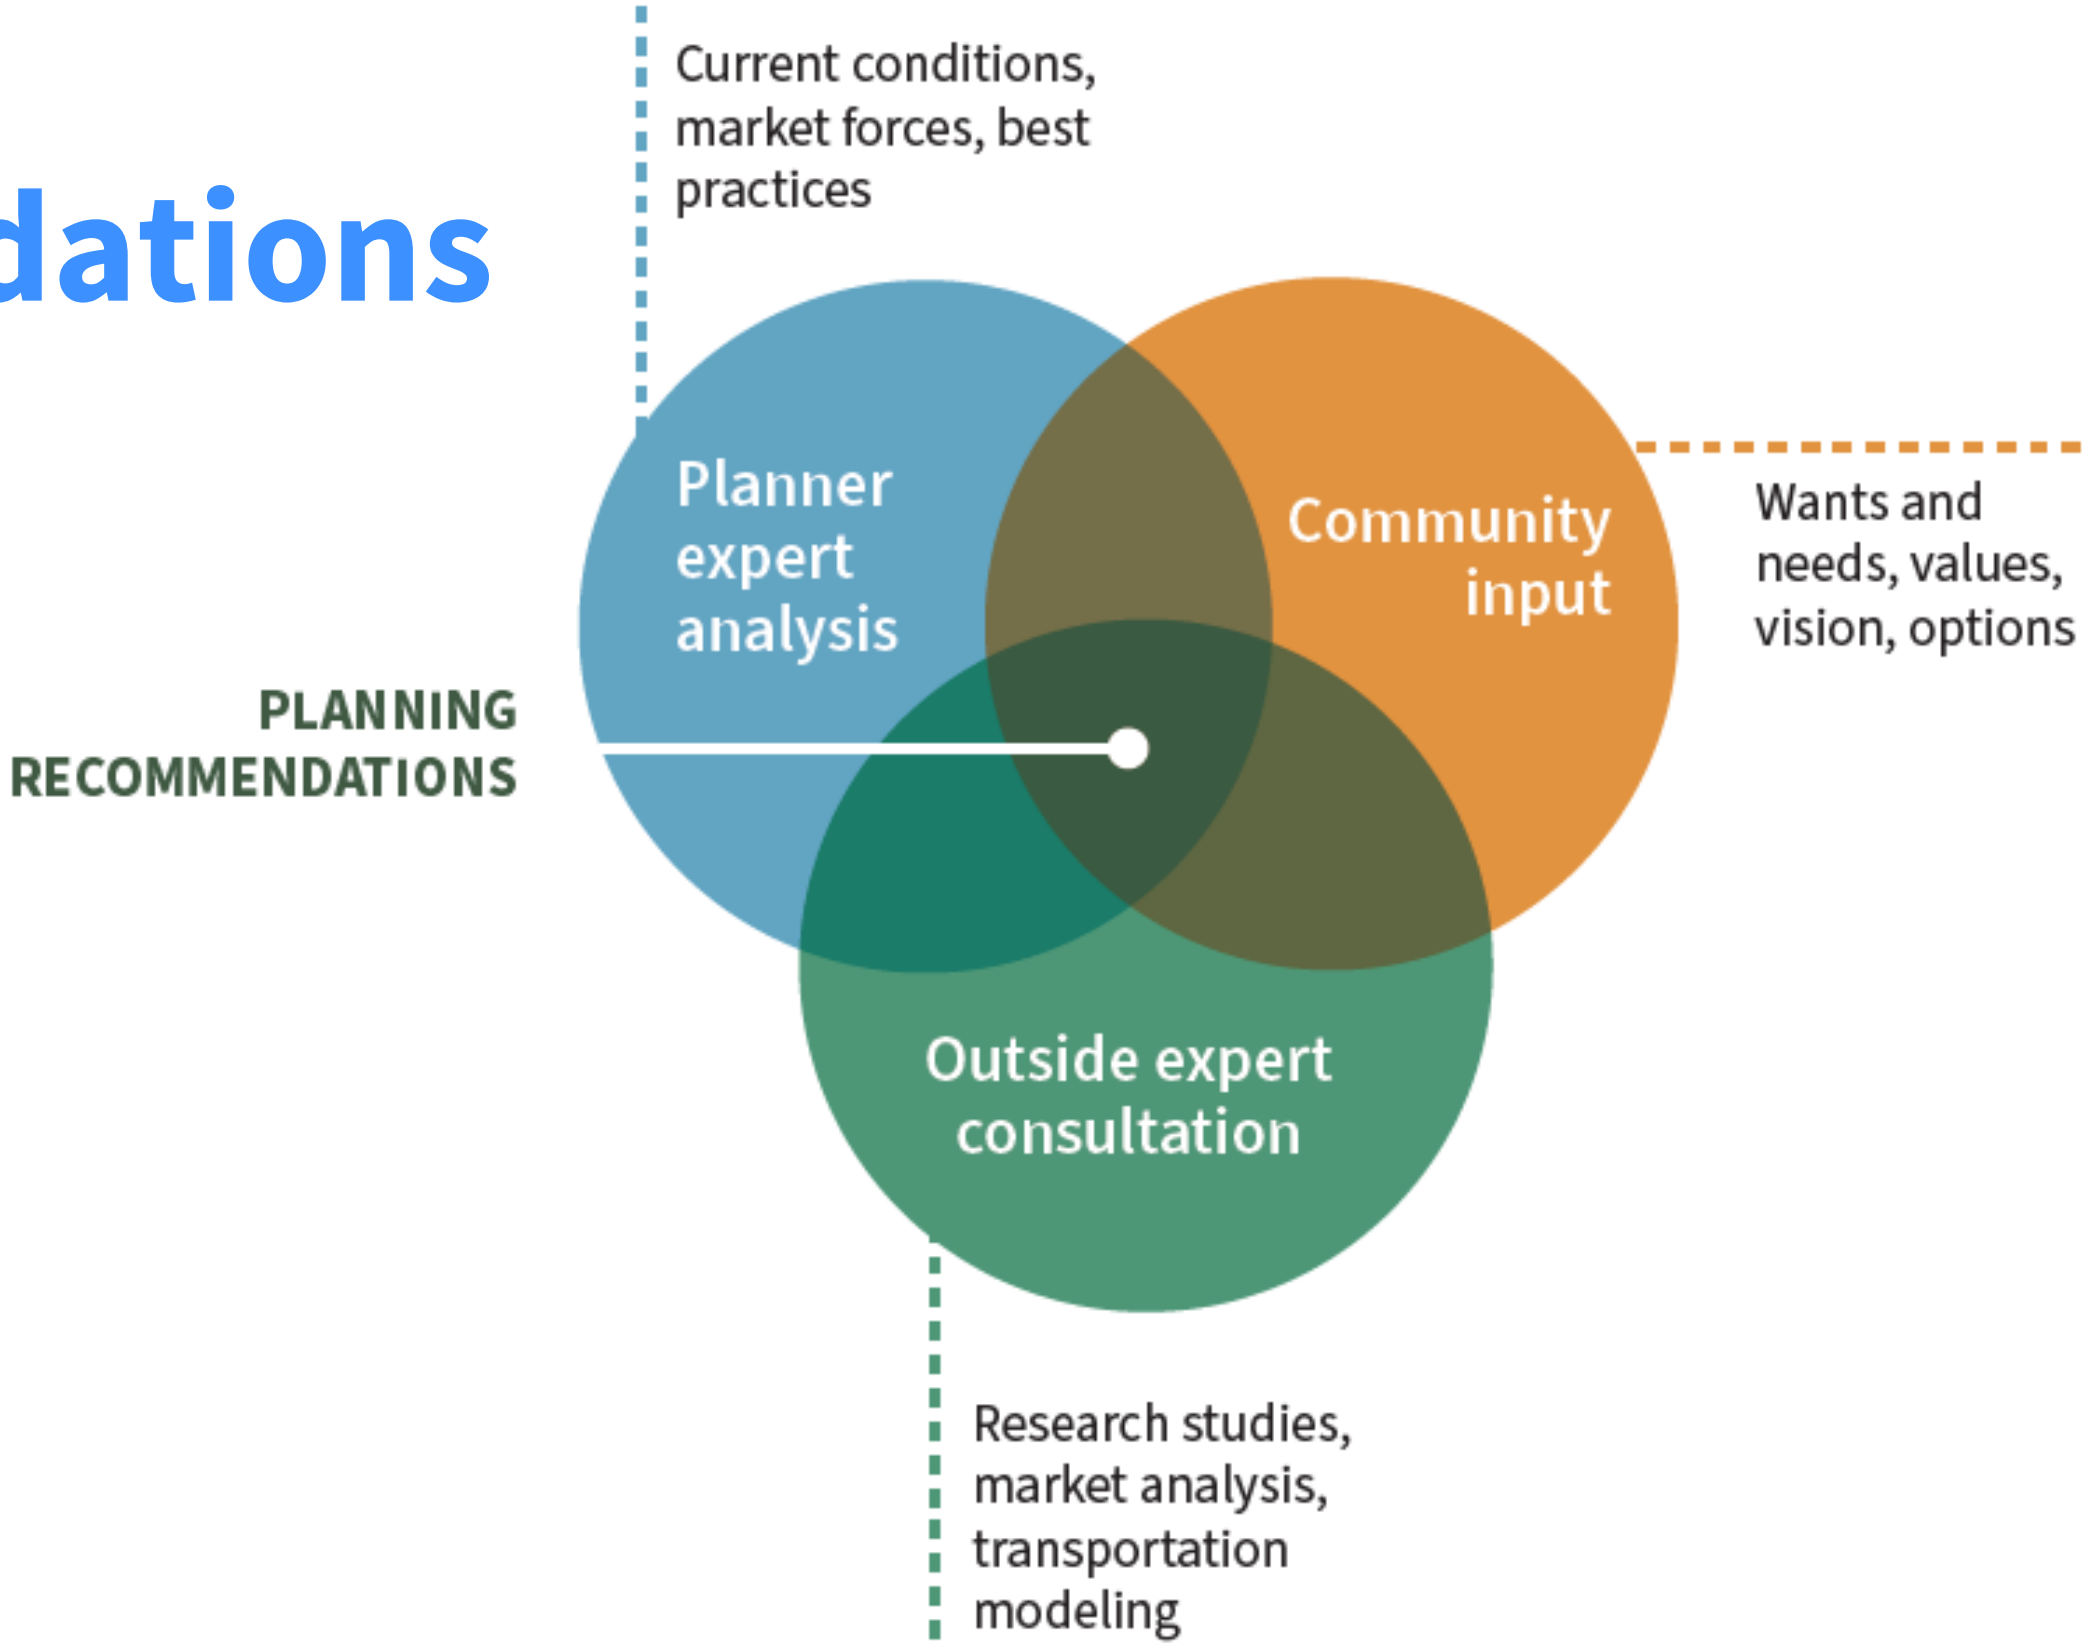 dations
Current conditions,
market forces, best
practices
Planner
expert
analysis
Community
input
Wants and
needs, values,
vision, options
PLANNING
RECOMMENDATIONS
Outside expert
consultation
Research studies,
market analysis,
transportation
modeling